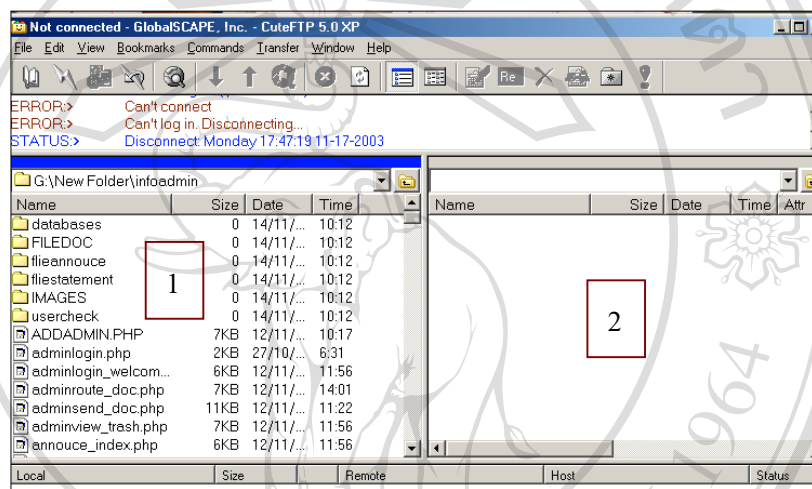 Not connected - GlobalSCAPE, Inc. - CuteFTP 5.0 XP
File Edit View Bookmarks Commands Transfer Window Help
Re
ERROR:> Can't connect
ERROR:> Can't log in. Disconnecting...
STATUS:> Disconnect: Monday 17:47:19 11-17-2003
G:\New Folder\infoadmin
Name Size Date Time Name Size Date Time Attr
databases 0 14/11/... 10:12
FILEDOC 0 14/11/... 10:12
flieannouce 0 14/11/... 10:12
fliestatement 0 14/11/... 10:12
IMAGES 0 14/11/... 10:12
usercheck 0 14/11/... 10:12
ADDADMIN.PHP 7KB 12/11/... 10:17
adminlogin.php 2KB 27/10/... 6:31
adminlogin_welcom... 6KB 12/11/... 11:56
adminroute_doc.php 7KB 12/11/... 14:01
adminsend_doc.php 11KB 12/11/... 11:22
adminview_trash.php 7KB 12/11/... 11:56
annouce_index.php 6KB 12/11/... 11:56
1
2
Local Size Remote Host Status
1964